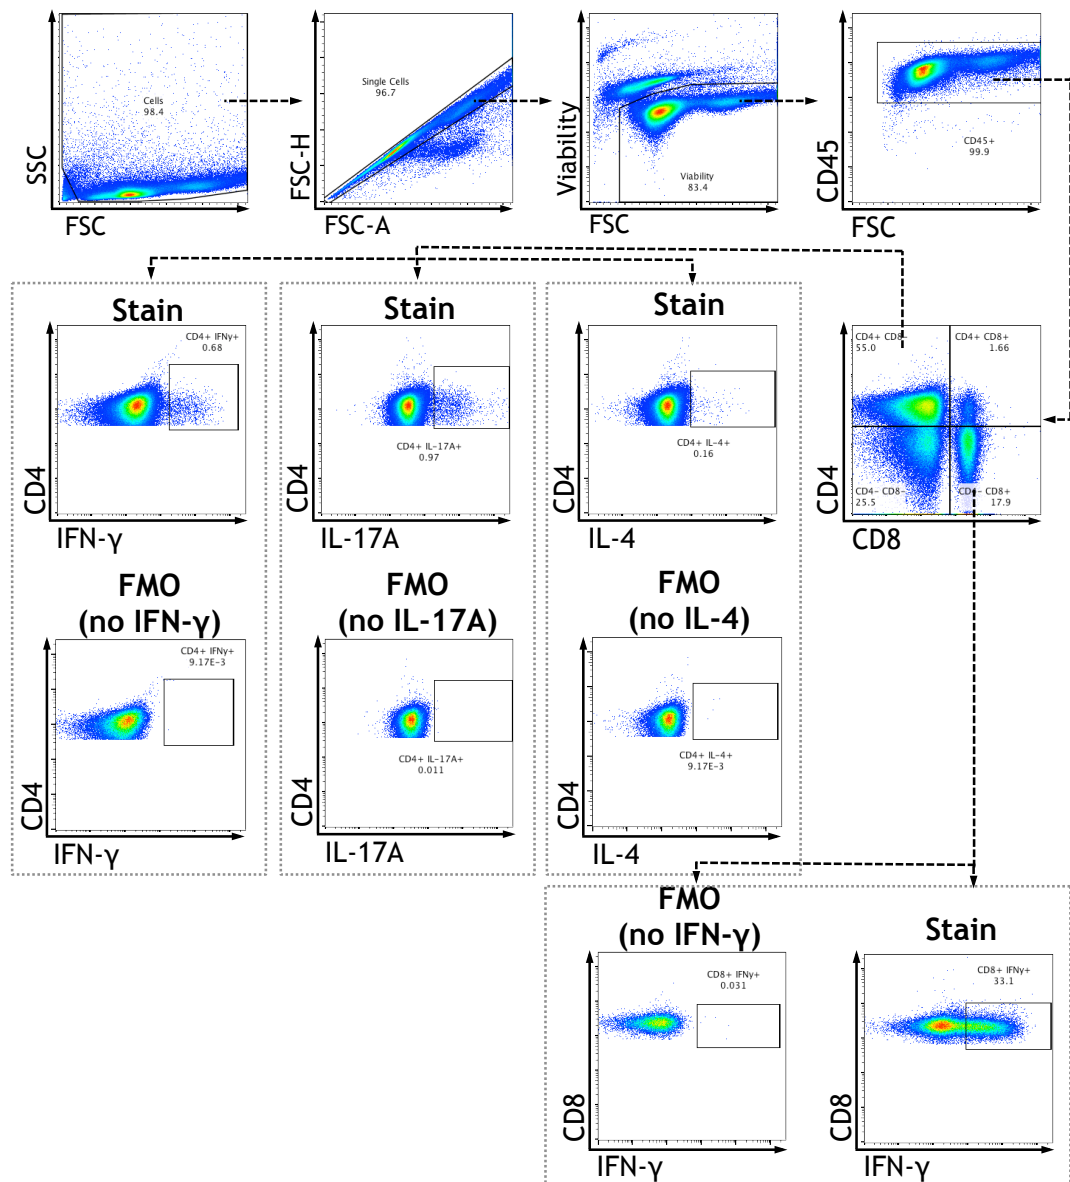 SSC
Cells
98.4
FSC
FSC-H
Single Cells
96.7
FSC-A
Viability
Viability
83.4
FSC
CD45
CD45+
99.9
FSC
Stain
CD4+ IFNγ+
0.68
CD4
IFN-γ
Stain
CD4+ IL-17A+
0.97
CD4
IL-17A
Stain
CD4+ IL-4+
0.16
CD4
IL-4
CD4+ CD8-
55.0
CD4+ CD8+
1.66
CD4- CD8-
25.5
CD4- CD8+
17.9
CD4
CD8
FMO
(no IFN-γ)
CD4+ IFNγ+
9.17E-3
CD4
IFN-γ
FMO
(no IL-17A)
CD4+ IL-17A+
0.011
CD4
IL-17A
FMO
(no IL-4)
CD4+ IL-4+
9.17E-3
CD4
IL-4
FMO
(no IFN-γ)
CD8+ IFNγ+
0.031
CD8
IFN-γ
Stain
CD8+ IFNγ+
33.1
CD8
IFN-γ